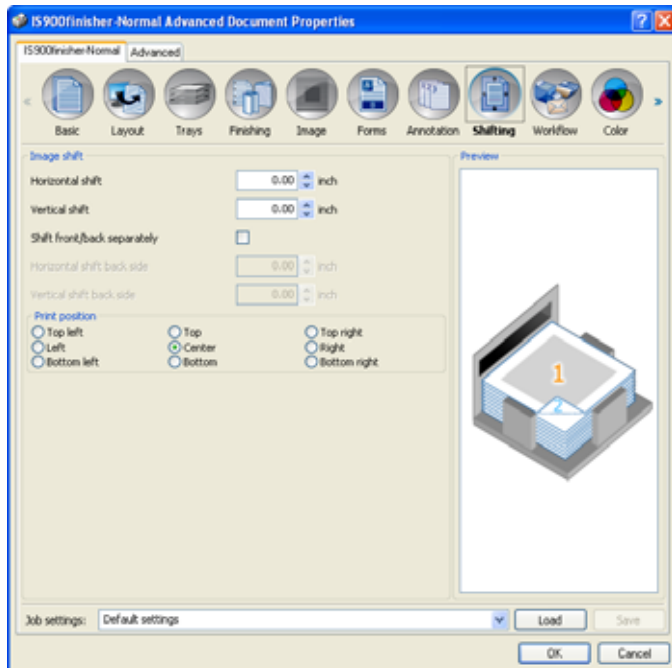 IS900finisher-Normal Advanced Document Properties
IS900finisher-Normal Advanced
Basic Layout Trays Finishing Image Forms Annotation Shifting Workflow Color
Image shift
Preview
Horizontal shift 0.00 inch
Vertical shift 0.00 inch
Shift front/back separately
Horizontal shift back side 0.00 inch
Vertical shift back side 0.00 inch
Print position
Top left Top Top right
Left Center Right
Bottom left Bottom Bottom right
1
2
Job settings: Default settings Load Save
OK Cancel